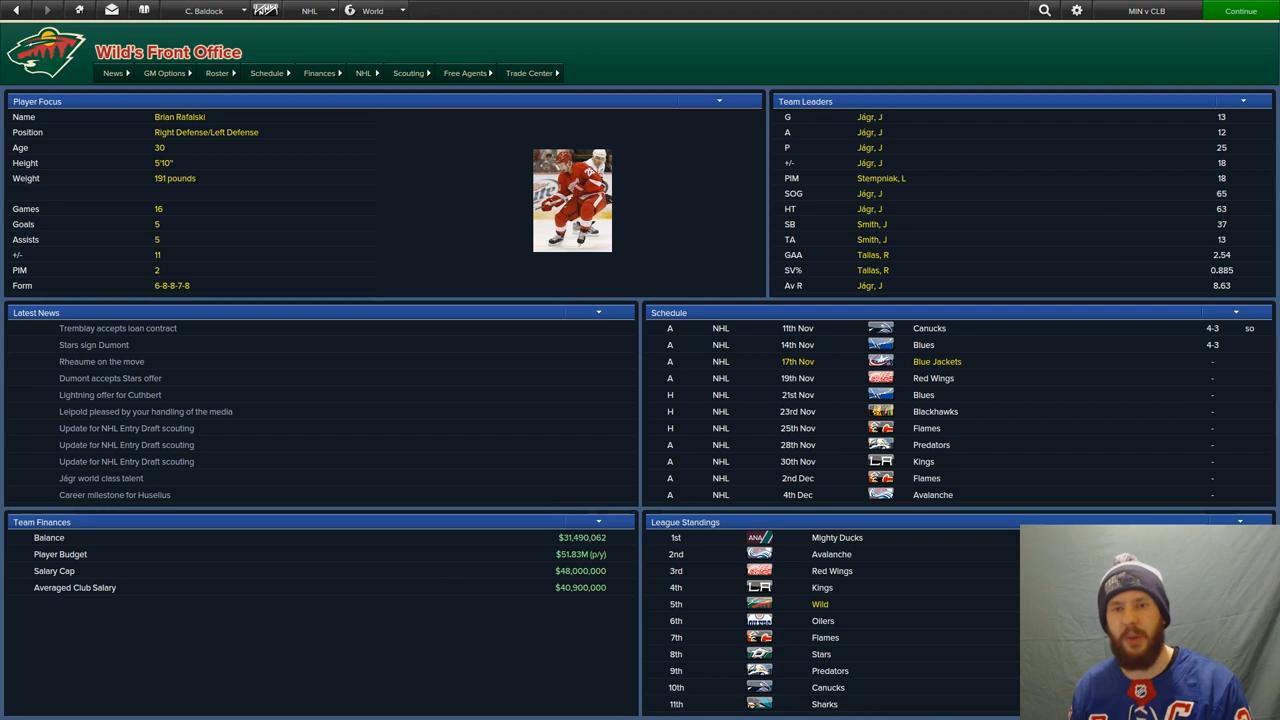 C. Baldock NHL World MIN v CLB Continue
Wild's Front Office
News GM Options Roster Schedule Finances NHL Scouting Free Agents Trade Center
Player Focus
Name Brian Rafalski
Position Right Defense/Left Defense
Age 30
Height 5'10"
Weight 191 pounds
Games 16
Goals 5
Assists 5
+/- 11
PIM 2
Form 6-8-8-7-8
Team Leaders
G Jágr, J 13
A Jágr, J 12
P Jágr, J 25
+/- Jágr, J 18
PIM Stempniak, L 18
SOG Jágr, J 65
HT Jágr, J 63
SB Smith, J 37
TA Smith, J 13
GAA Tallas, R 2.54
SV% Tallas, R 0.885
Av R Jágr, J 8.63
Latest News
Tremblay accepts loan contract
Stars sign Dumont
Rheaume on the move
Dumont accepts Stars offer
Lightning offer for Cuthbert
Leipold pleased by your handling of the media
Update for NHL Entry Draft scouting
Update for NHL Entry Draft scouting
Update for NHL Entry Draft scouting
Jágr world class talent
Career milestone for Huselius
Schedule
A NHL 11th Nov Canucks 4-3 so
A NHL 14th Nov Blues 4-3
A NHL 17th Nov Blue Jackets -
A NHL 19th Nov Red Wings -
H NHL 21st Nov Blues -
H NHL 23rd Nov Blackhawks -
H NHL 25th Nov Flames -
A NHL 28th Nov Predators -
A NHL 30th Nov LA Kings -
A NHL 2nd Dec Flames -
A NHL 4th Dec Avalanche -
Team Finances
Balance $31,490,062
Player Budget $51.83M (p/y)
Salary Cap $48,000,000
Averaged Club Salary $40,900,000
League Standings
1st ANA Mighty Ducks
2nd Avalanche
3rd Red Wings
4th LA Kings
5th Wild
6th Oilers
7th Flames
8th Stars
9th Predators
10th Canucks
11th Sharks